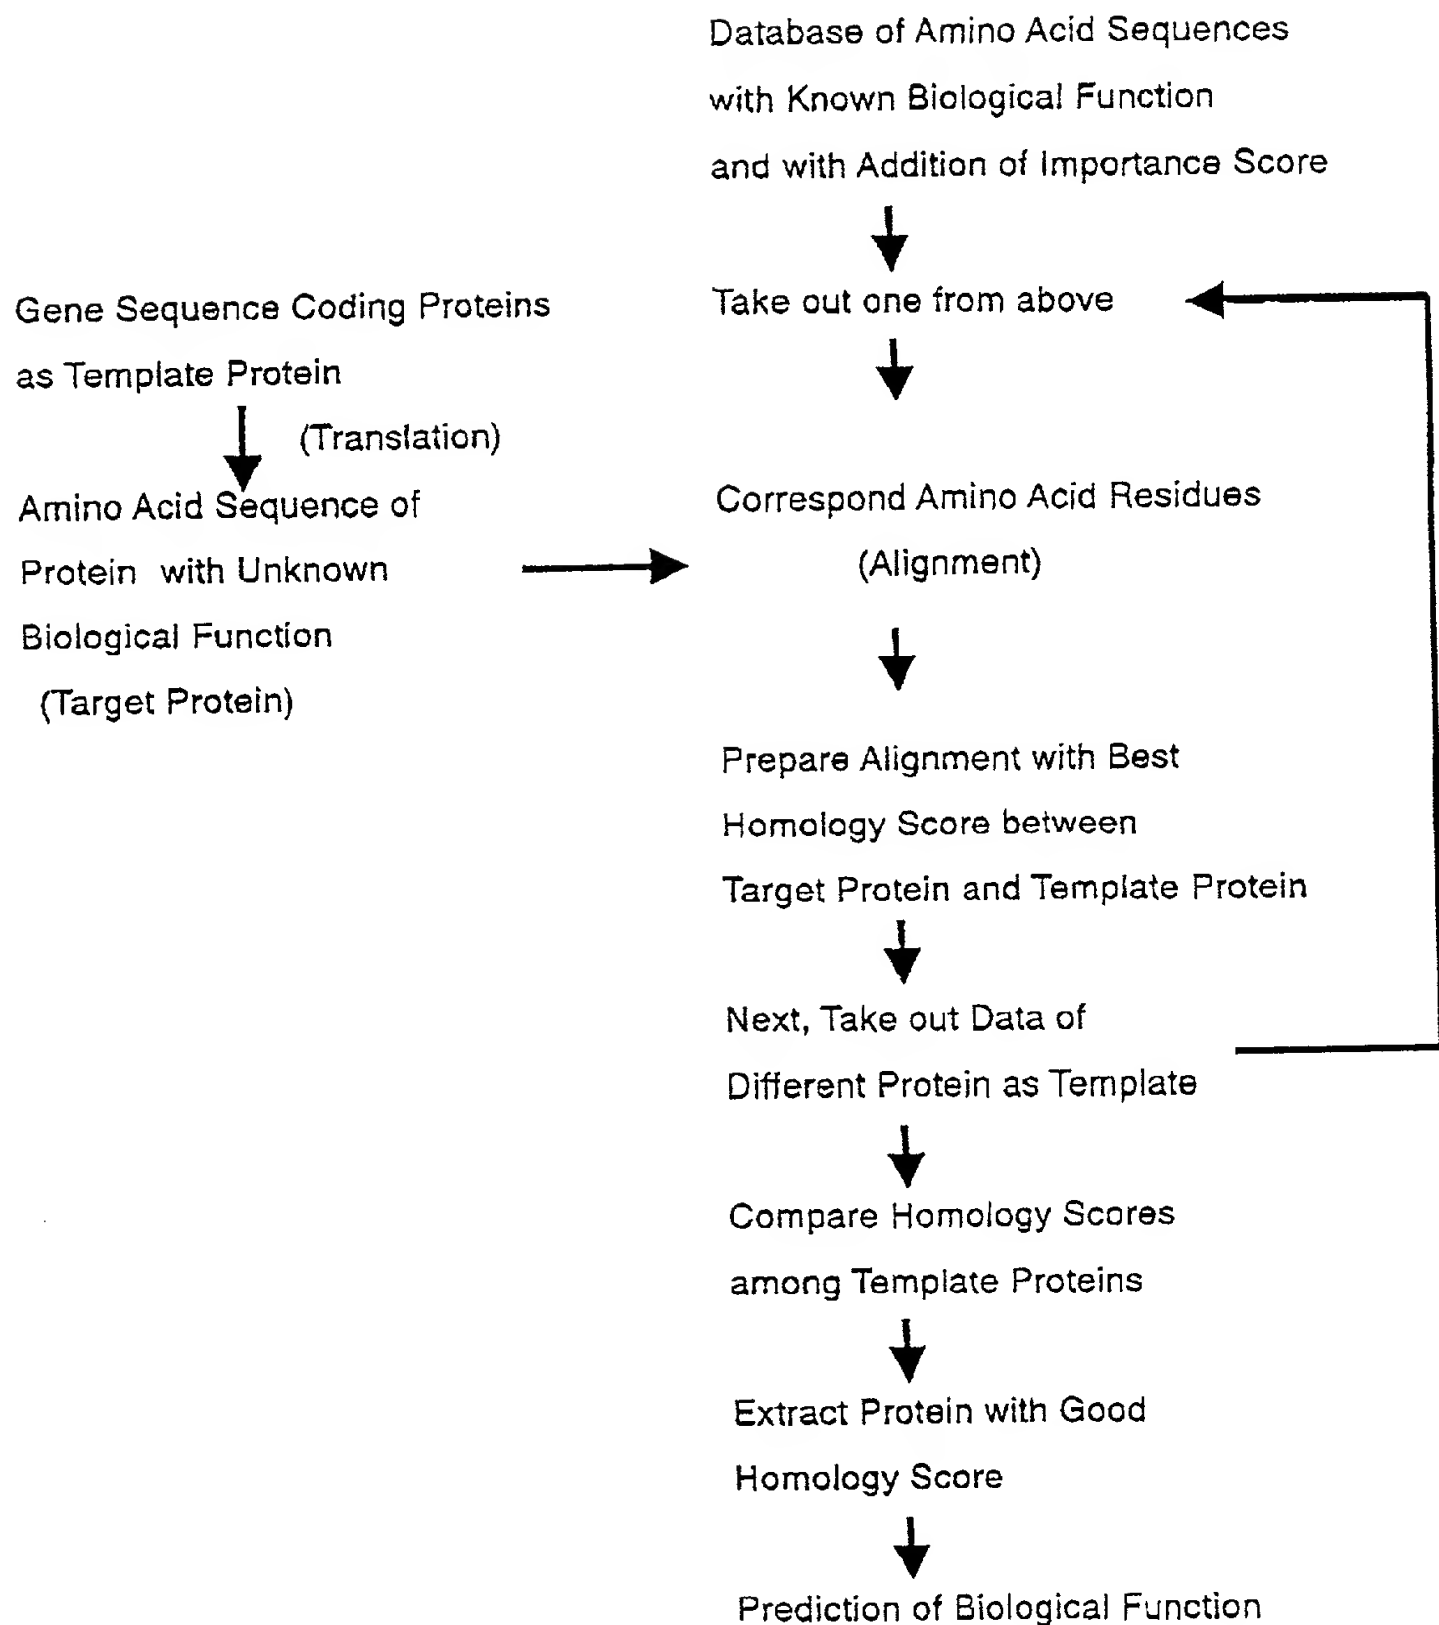 Database of Amino Acid Sequences
with Known Biological Function
and with Addition of Importance Score
Gene Sequence Coding Proteins
as Template Protein
(Translation)
Amino Acid Sequence of
Protein with Unknown
Biological Function
(Target Protein)
Take out one from above
Correspond Amino Acid Residues
(Alignment)
Prepare Alignment with Best
Homology Score between
Target Protein and Template Protein
Next, Take out Data of
Different Protein as Template
Compare Homology Scores
among Template Proteins
Extract Protein with Good
Homology Score
Prediction of Biological Function